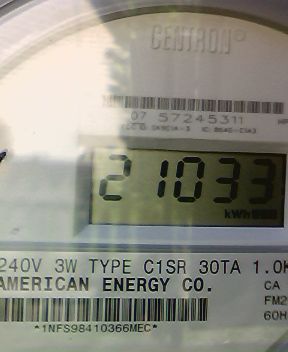 CENTRON®
07 57245311
21033
kWh
240V 3W TYPE C1SR 30TA 1.0K
AMERICAN ENERGY CO.
CA
FM2
60H
*1NFS98410366MEC*